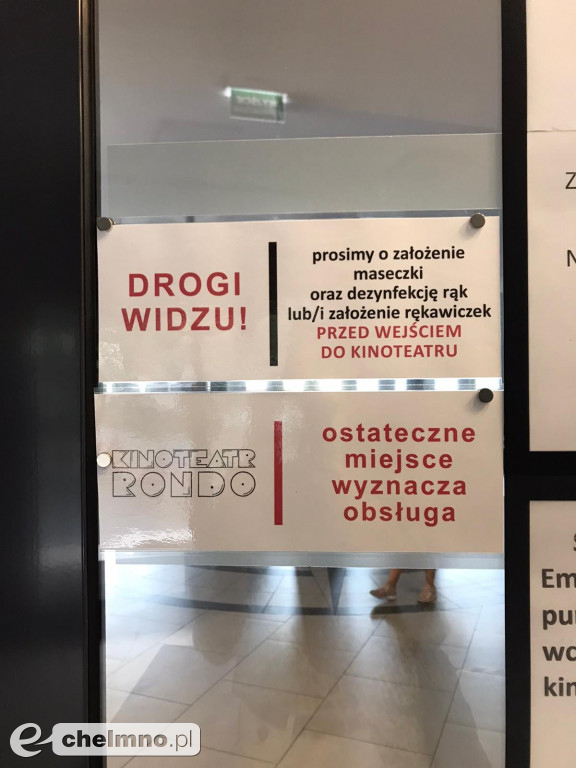 DROGI
WIDZU!
prosimy o założenie
maseczki
oraz dezynfekcję rąk
lub/i założenie rękawiczek
PRZED WEJŚCIEM
DO KINOTEATRU
KINOTEATR
RONDO
ostateczne
miejsce
wyznacza
obsługa
Z
N
S
Em
pu
wc
kin
e-chelmno.pl